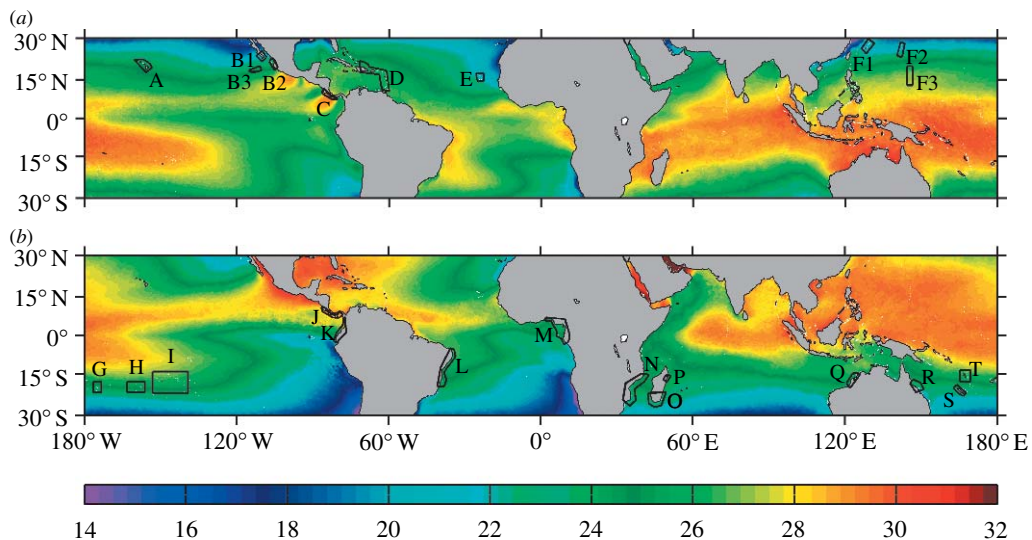 (a)
30° N
15° N
0°
15° S
30° S
A
B1
B3
B2
C
D
E
F1
F2
F3
(b)
30° N
15° N
0°
15° S
30° S
G
H
I
J
K
L
M
N
P
O
Q
R
S
T
180° W
120° W
60° W
0°
60° E
120° E
180° E
14
16
18
20
22
24
26
28
30
32